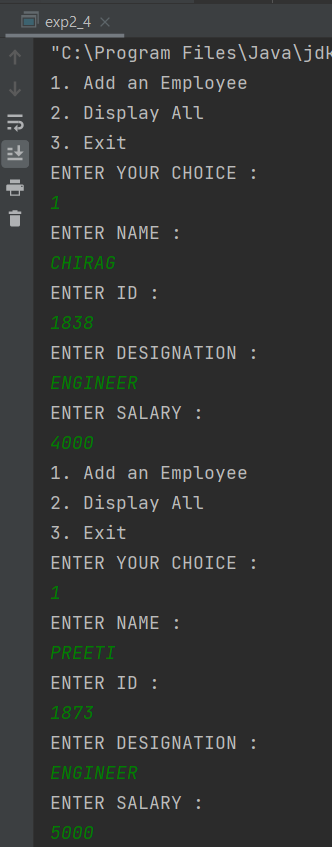 exp2_4
"C:\Program Files\Java\jdk
1. Add an Employee
2. Display All
3. Exit
ENTER YOUR CHOICE :
1
ENTER NAME :
CHIRAG
ENTER ID :
1838
ENTER DESIGNATION :
ENGINEER
ENTER SALARY :
4000
1. Add an Employee
2. Display All
3. Exit
ENTER YOUR CHOICE :
1
ENTER NAME :
PREETI
ENTER ID :
1873
ENTER DESIGNATION :
ENGINEER
ENTER SALARY :
5000